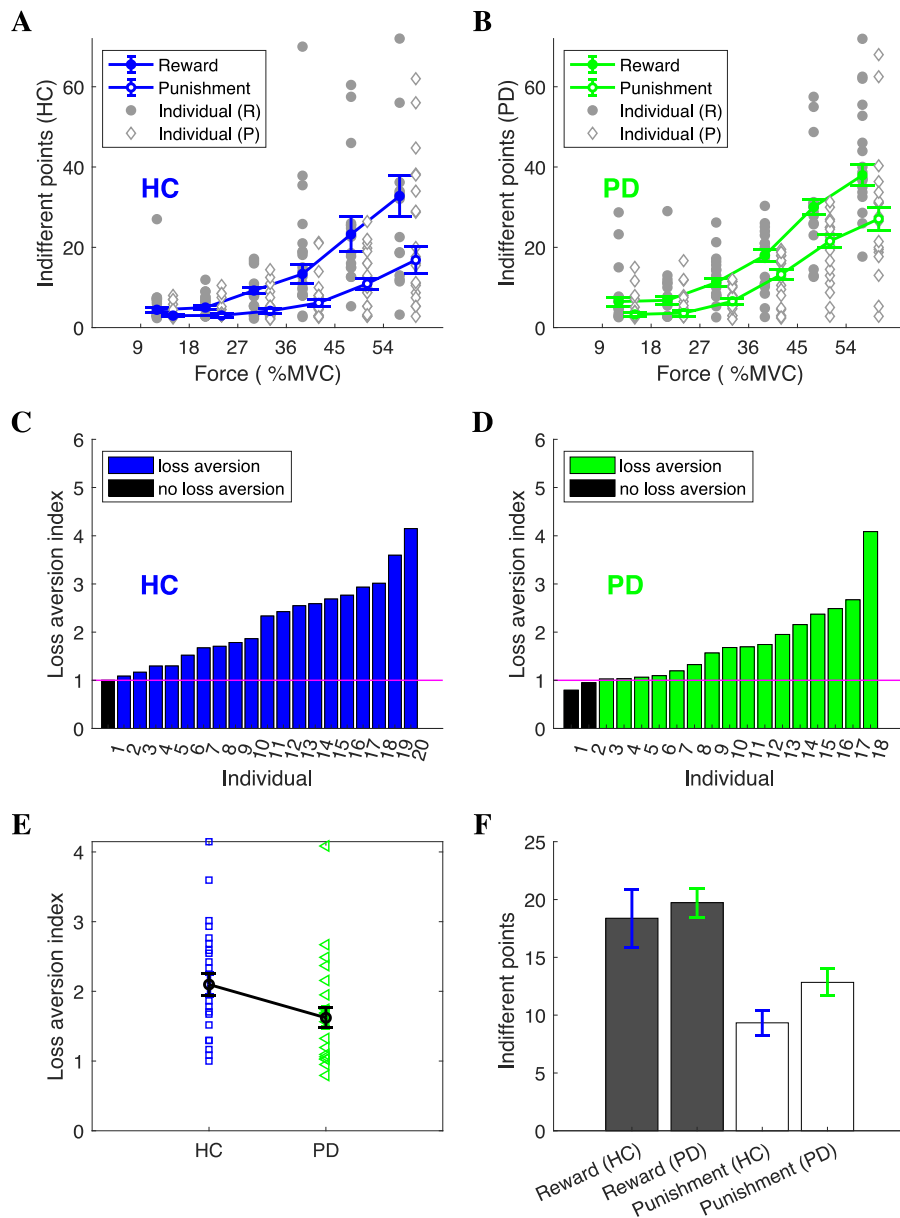 A
Indifferent points (HC)
60
40
20
0
Reward
Punishment
Individual (R)
Individual (P)
HC
9 18 27 36 45 54
Force ( %MVC)
B
Indifferent points (PD)
60
40
20
0
Reward
Punishment
Individual (R)
Individual (P)
PD
9 18 27 36 45 54
Force ( %MVC)
C
Loss aversion index
6
5
4
3
2
1
0
loss aversion
no loss aversion
HC
1 2 3 4 5 6 7 8 9 10 11 12 13 14 15 16 17 18 19 20
Individual
D
Loss aversion index
6
5
4
3
2
1
0
loss aversion
no loss aversion
PD
1 2 3 4 5 6 7 8 9 10 11 12 13 14 15 16 17 18
Individual
E
Loss aversion index
4
3
2
1
0
HC PD
F
Indifferent points
25
20
15
10
5
0
Reward (HC)
Reward (PD)
Punishment (HC)
Punishment (PD)